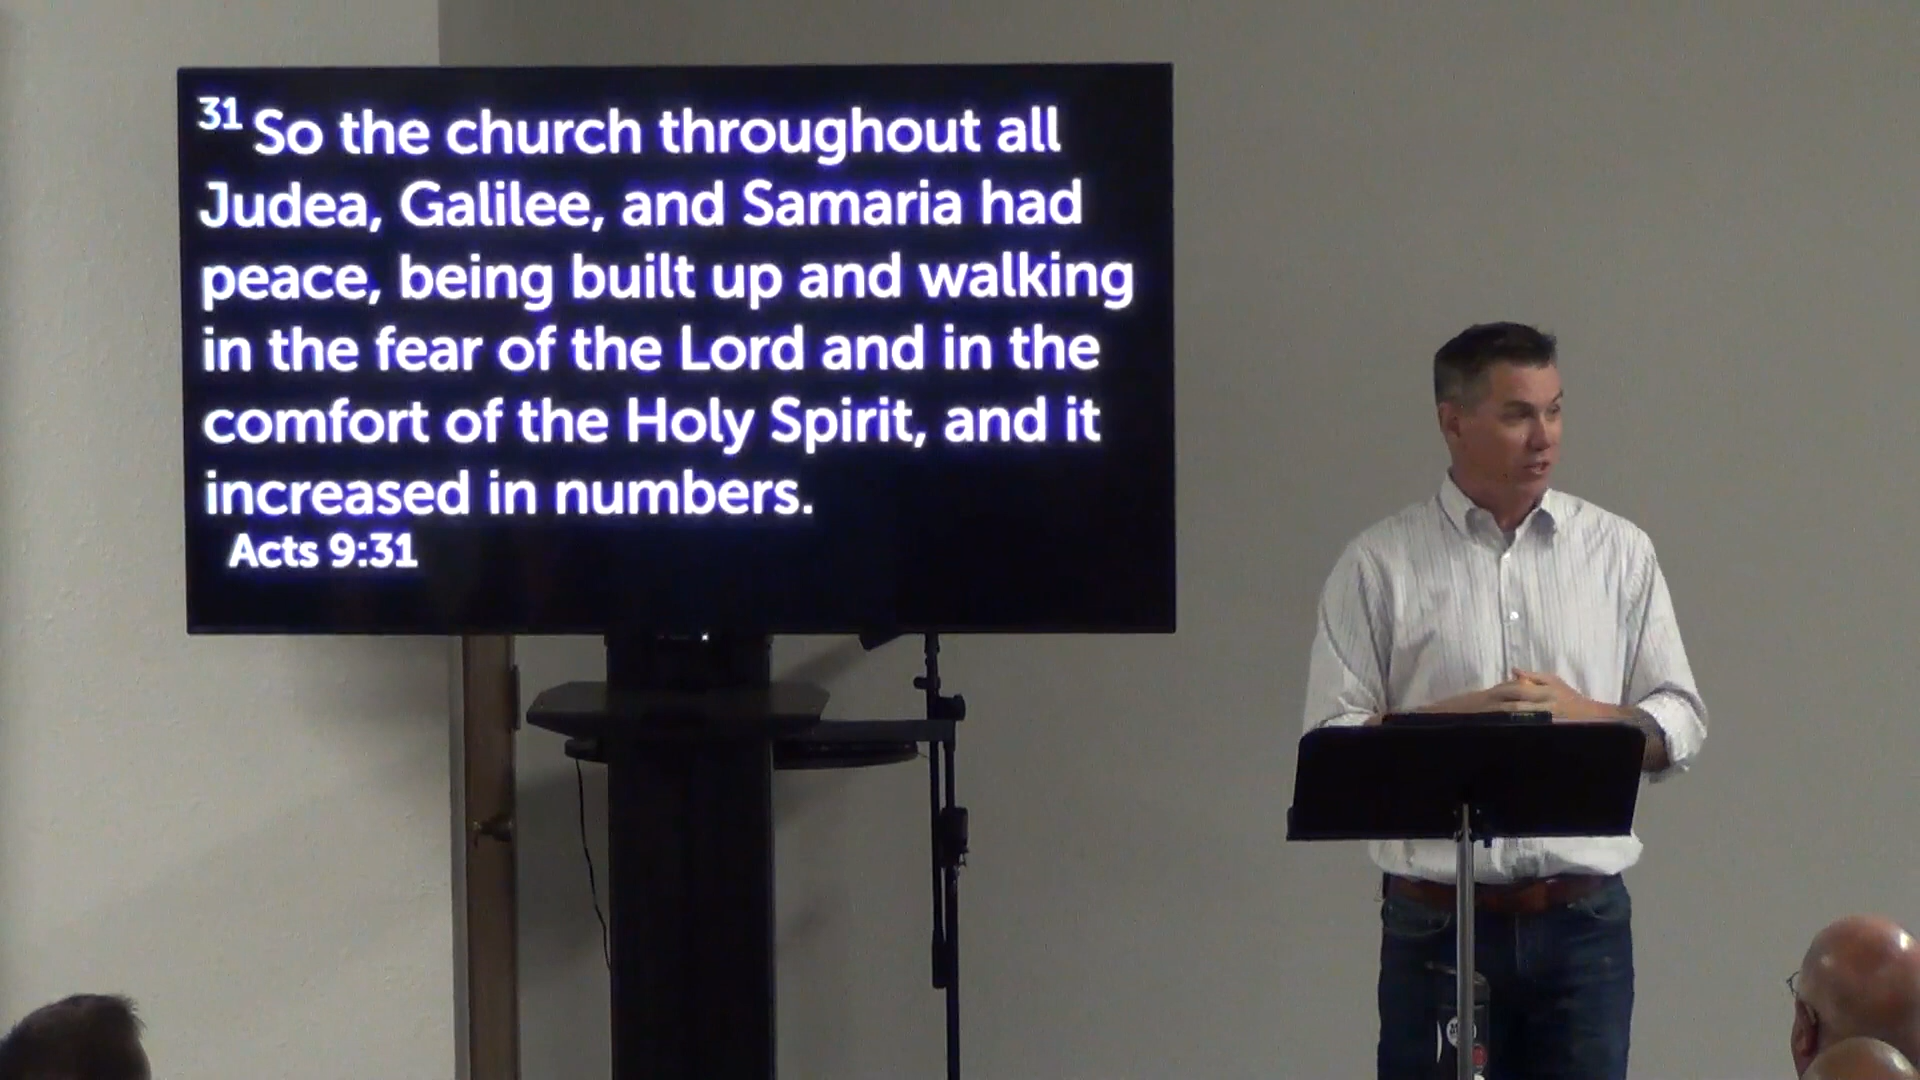 31 So the church throughout all
Judea, Galilee, and Samaria had
peace, being built up and walking
in the fear of the Lord and in the
comfort of the Holy Spirit, and it
increased in numbers.
Acts 9:31